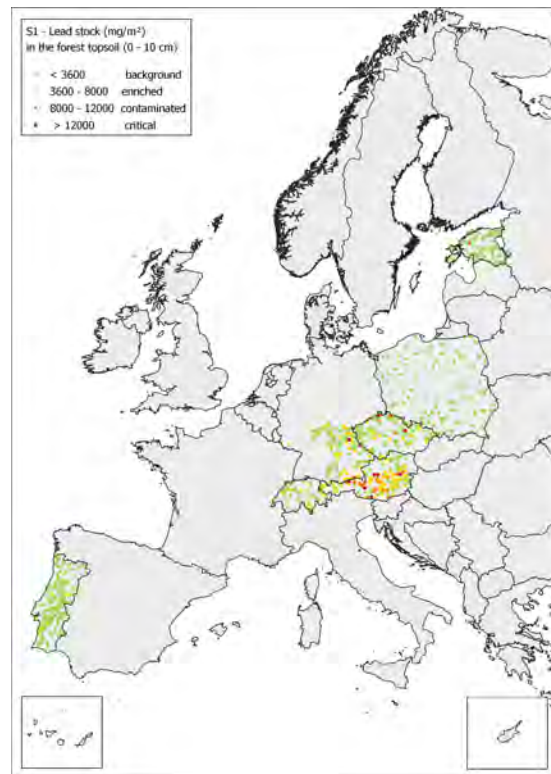 S1 - Lead stock (mg/m²)
in the forest topsoil (0 - 10 cm)
< 3600 background
3600 - 8000 enriched
8000 - 12000 contaminated
> 12000 critical